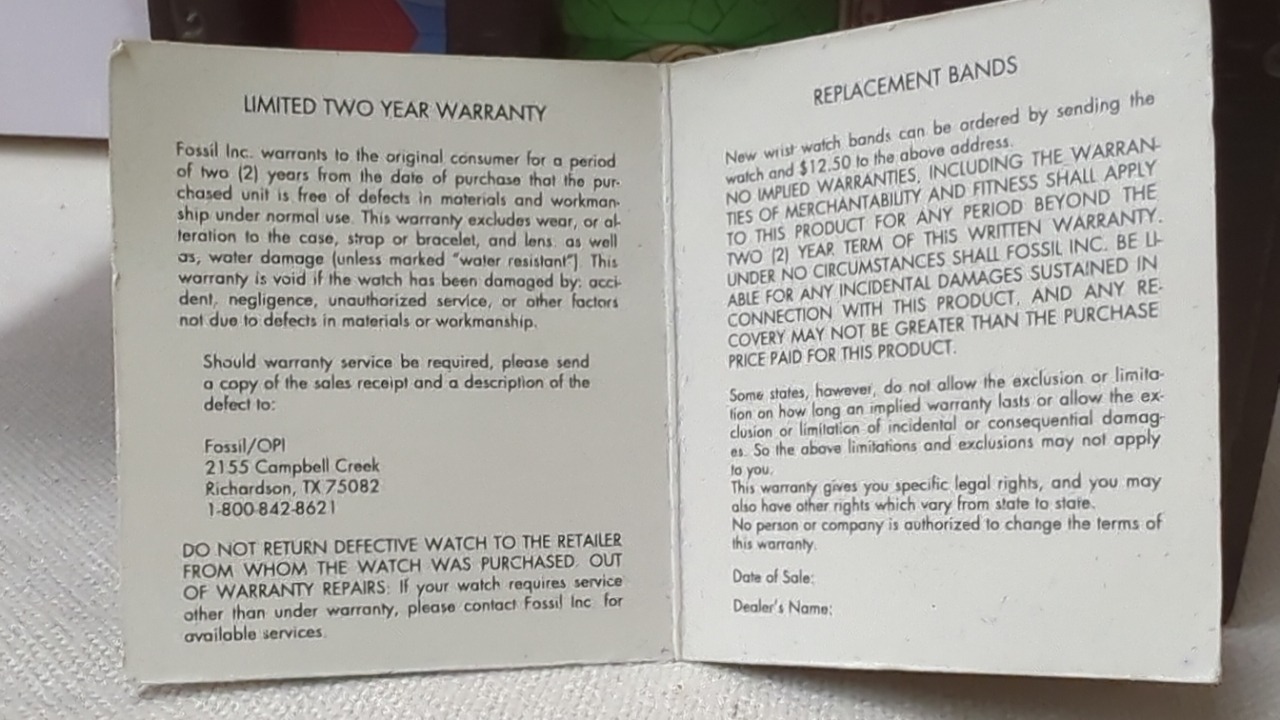 LIMITED TWO YEAR WARRANTY
Fossil Inc. warrants to the original consumer for a period
of two (2) years from the date of purchase that the pur-
chased unit is free of defects in materials and workman-
ship under normal use. This warranty excludes wear, or al-
teration to the case, strap or bracelet, and lens. as well
as, water damage (unless marked "water resistant"). This
warranty is void if the watch has been damaged by: acci-
dent, negligence, unauthorized service, or other factors
not due to defects in materials or workmanship.
Should warranty service be required, please send
a copy of the sales receipt and a description of the
defect to:
Fossil/OPI
2155 Campbell Creek
Richardson, TX 75082
1-800-842-8621
DO NOT RETURN DEFECTIVE WATCH TO THE RETAILER
FROM WHOM THE WATCH WAS PURCHASED. OUT
OF WARRANTY REPAIRS: If your watch requires service
other than under warranty, please contact Fossil Inc for
available services.
REPLACEMENT BANDS
New wrist watch bands can be ordered by sending the
watch and $12.50 to the above address.
NO IMPLIED WARRANTIES, INCLUDING THE WARRAN-
TIES OF MERCHANTABILITY AND FITNESS SHALL APPLY
TO THIS PRODUCT FOR ANY PERIOD BEYOND THE
TWO (2) YEAR TERM OF THIS WRITTEN WARRANTY.
UNDER NO CIRCUMSTANCES SHALL FOSSIL INC. BE LI-
ABLE FOR ANY INCIDENTAL DAMAGES SUSTAINED IN
CONNECTION WITH THIS PRODUCT, AND ANY RE-
COVERY MAY NOT BE GREATER THAN THE PURCHASE
PRICE PAID FOR THIS PRODUCT.
Some states, however, do not allow the exclusion or limita-
tion on how long an implied warranty lasts or allow the ex-
clusion or limitation of incidental or consequential damag-
es. So the above limitations and exclusions may not apply
to you.
This warranty gives you specific legal rights, and you may
also have other rights which vary from state to state.
No person or company is authorized to change the terms of
this warranty.
Date of Sale:
Dealer's Name: